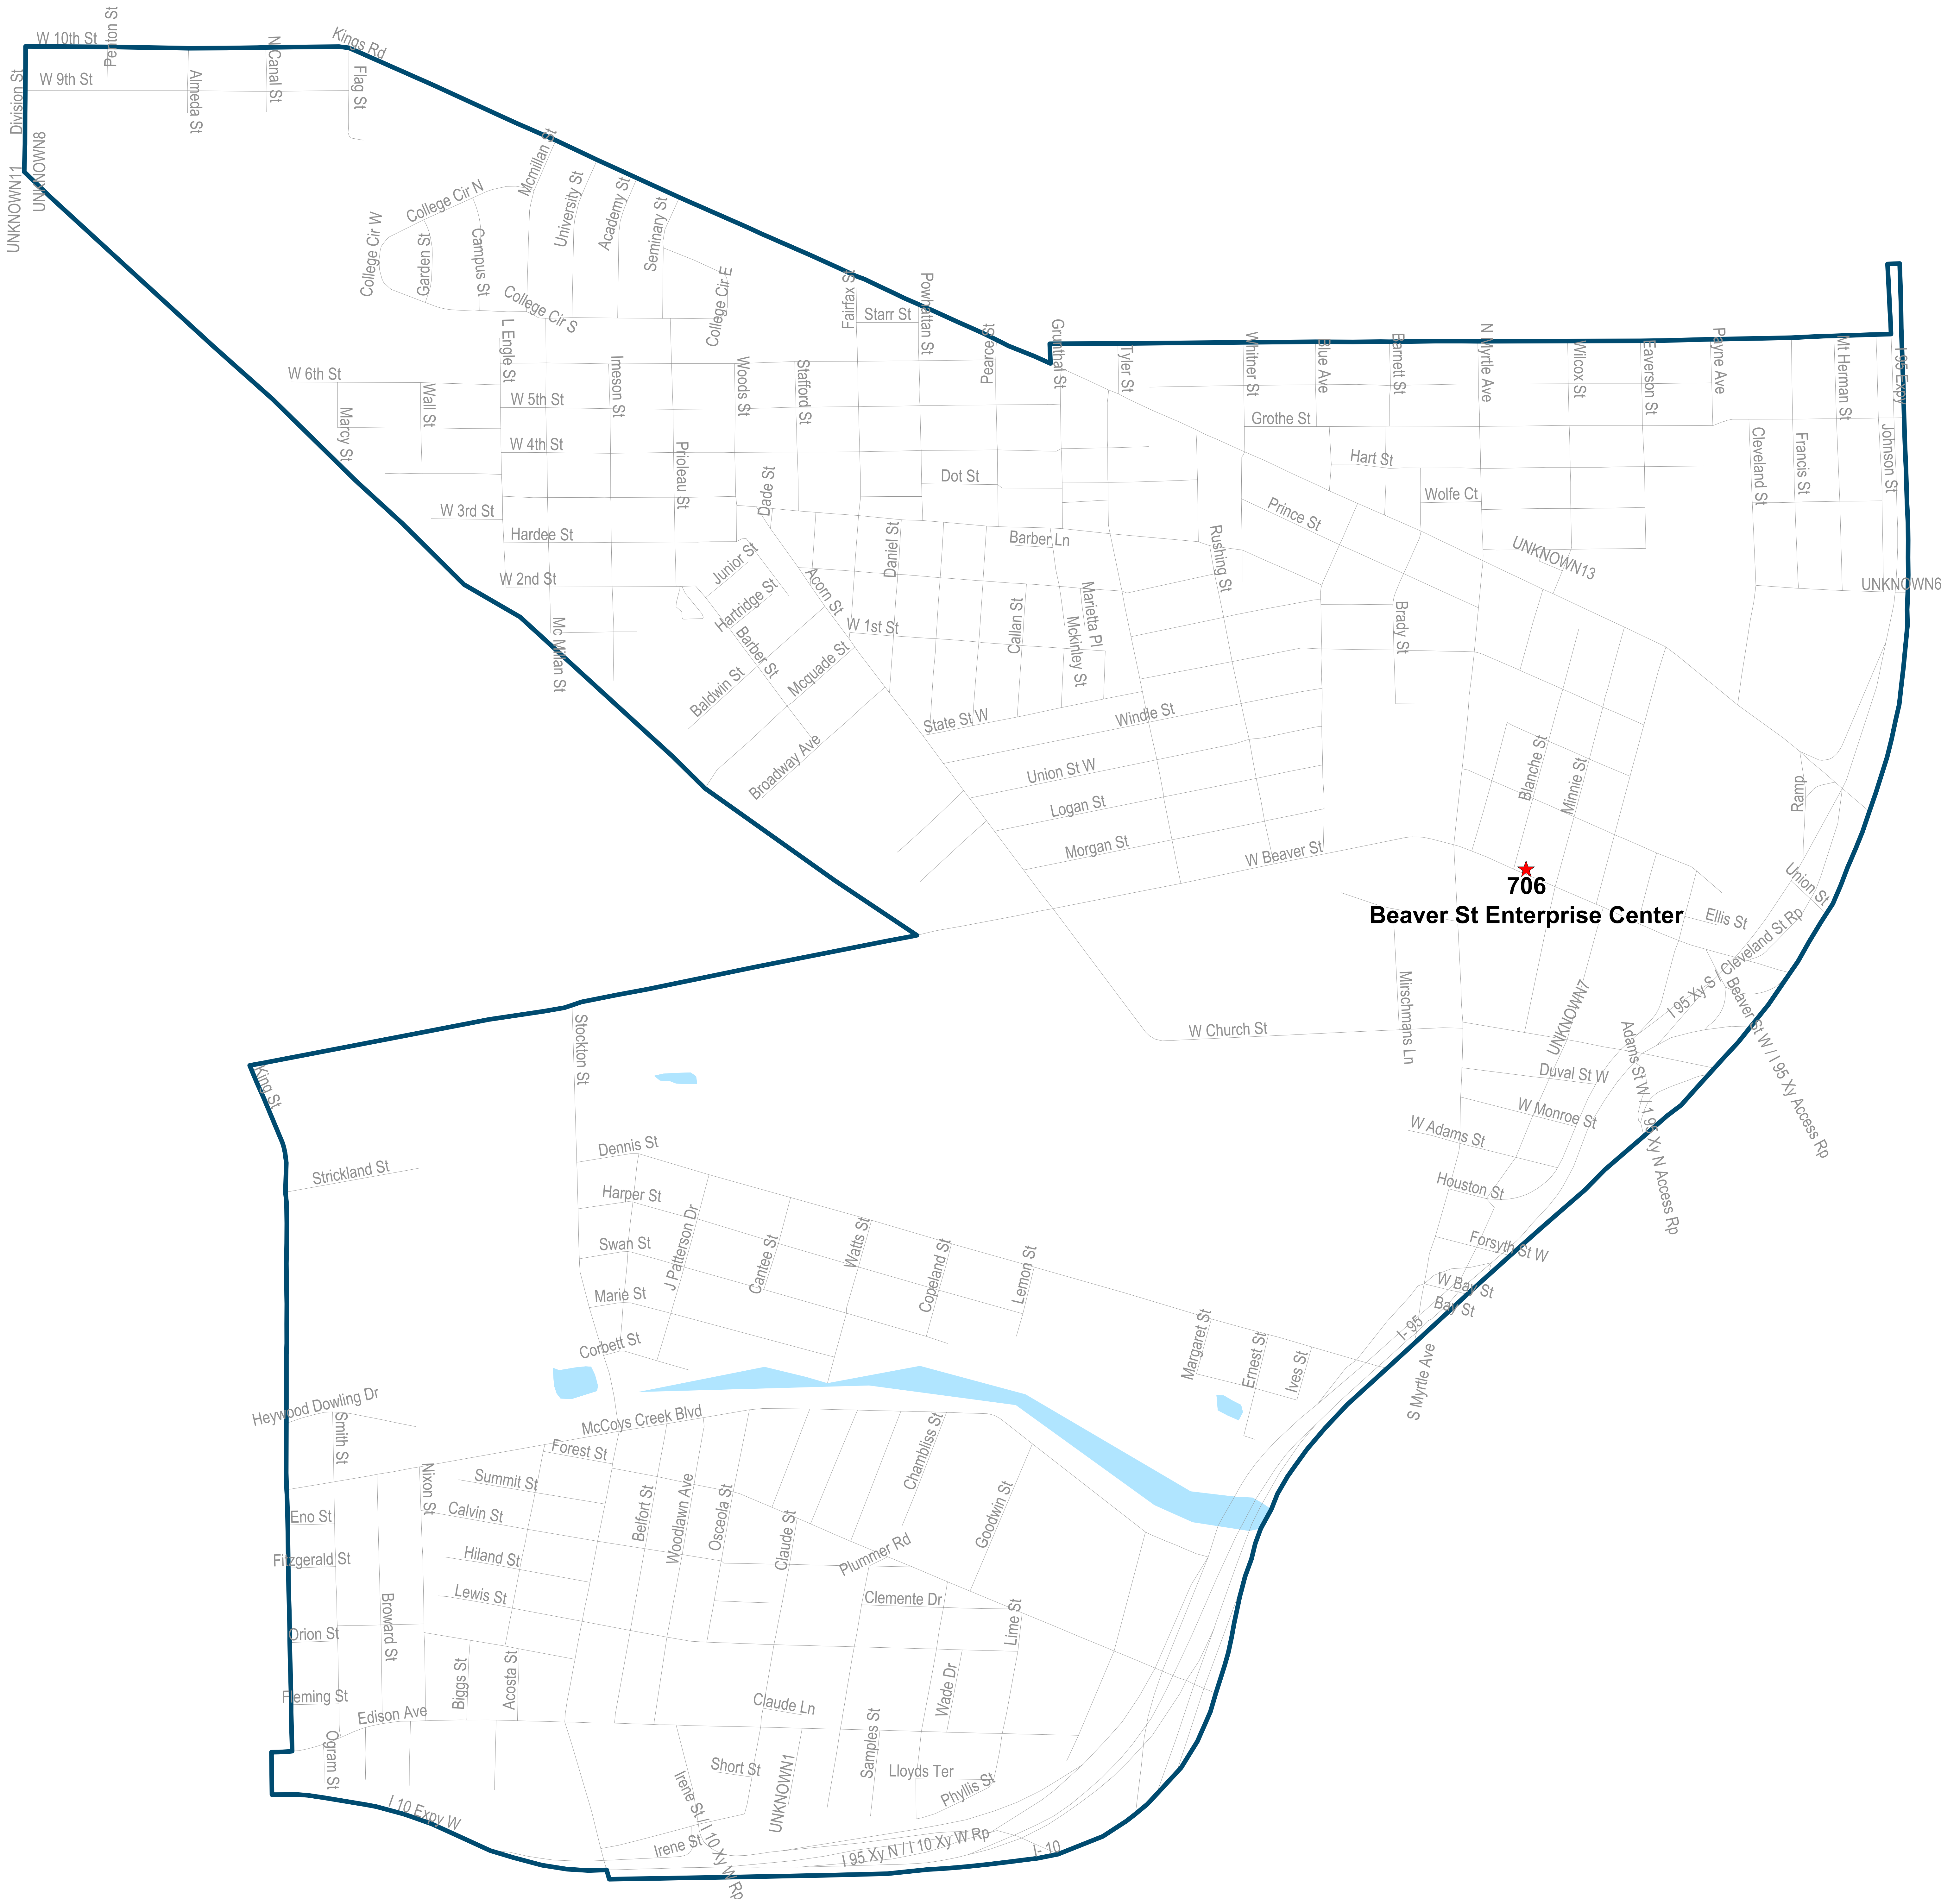 W 10th St
Penton St
Kings Rd
N Canal St
W 9th St
Division St
Almeda St
Flag St
UNKNOWN8
UNKNOWN11
Mcmillan St
College Cir N
University St
Academy St
Seminary St
College Cir W
Garden St
Campus St
College Cir S
College Cir E
Fairfax St
Powhattan St
Starr St
L Engle St
Imeson St
Woods St
Stafford St
Pearce St
Grunthal St
Tyler St
Whitner St
Blue Ave
Barnett St
N Myrtle Ave
Wilcox St
Eaverson St
Payne Ave
Mt Herman St
I 95 Expy
W 6th St
Wall St
Marcy St
W 5th St
Grothe St
W 4th St
Prioleau St
Dot St
Hart St
Wolfe Ct
Cleveland St
Francis St
Johnson St
W 3rd St
Dade St
Prince St
Hardee St
Daniel St
Barber Ln
Rushing St
UNKNOWN13
UNKNOWN6
W 2nd St
Junior St
Hartridge St
Acorn St
Marietta Pl
W 1st St
Callan St
Mckinley St
Brady St
Mc Milan St
Barber St
Baldwin St
Mcquade St
State St W
Windle St
Broadway Ave
Union St W
Blanche St
Minnie St
Logan St
Ramey
Morgan St
W Beaver St
706
Beaver St Enterprise Center
Union St
Ellis St
I 95 Xy S / Cleveland St Rp
Mirschmans Ln
W Church St
UNKNOWN7
Adams St W / I 95 Xy N Access Rp
Beaver St W / I 95 Xy Access Rp
Duval St W
W Monroe St
W Adams St
Houston St
Forsyth St W
W Bay St
Bay St
I- 95
S Myrtle Ave
King St
Stockton St
Strickland St
Dennis St
Harper St
Swan St
Marie St
Corbett St
J Patterson Dr
Cantee St
Watts St
Copeland St
Lemon St
Margaret St
Ernest St
Ives St
Heywood Dowling Dr
Smith St
McCoys Creek Blvd
Forest St
Summit St
Nixon St
Calvin St
Eno St
Fitzgerald St
Hiland St
Lewis St
Belfort St
Woodlawn Ave
Osceola St
Claude St
Chambliss St
Goodwin St
Plummer Rd
Clemente Dr
Lime St
Broward St
Orion St
Biggs St
Acosta St
Wade Dr
Fleming St
Edison Ave
Claude Ln
Ogram St
Short St
UNKNOWN1
Samples St
Lloyds Ter
Phyllis St
I 10 Expy W
Irene St / I 10 Xy W Rp
Irene St
I 95 Xy N / I 10 Xy W Rp
I- 10